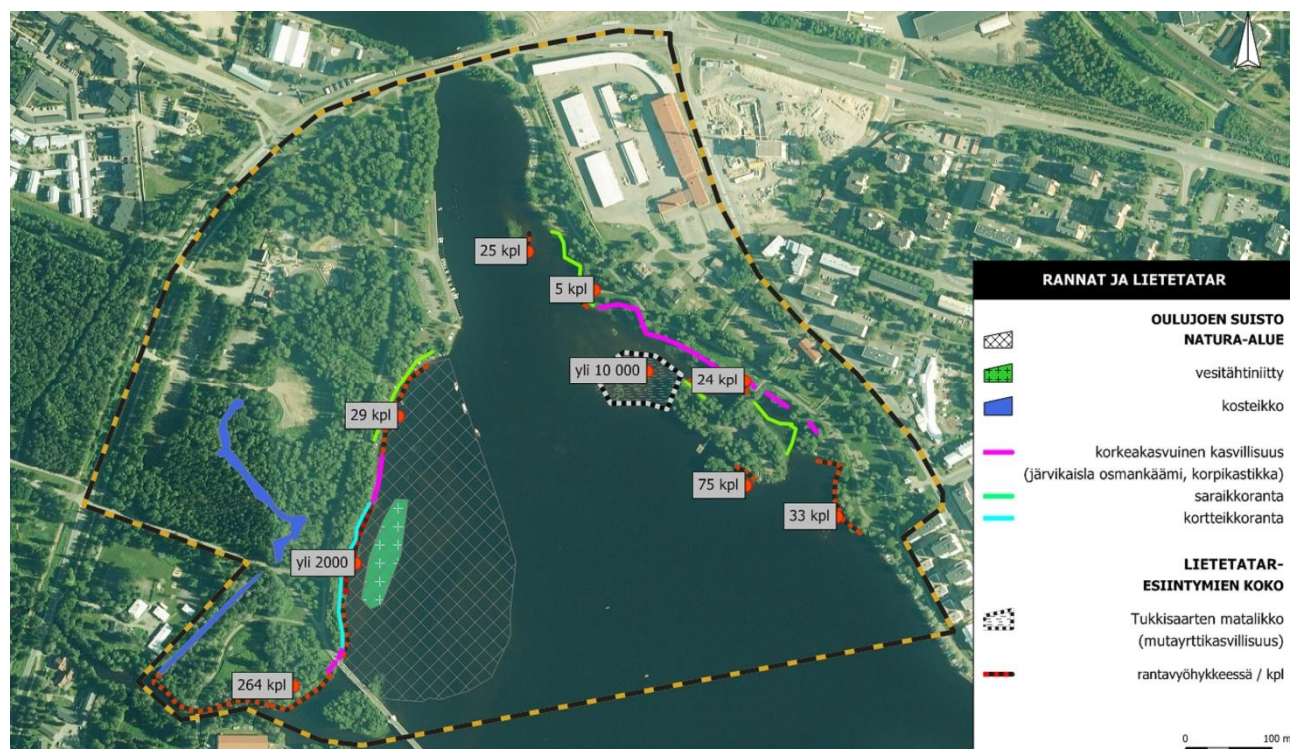 25 kpl
5 kpl
yli 10 000
24 kpl
29 kpl
75 kpl
33 kpl
yli 2000
264 kpl
RANNAT JA LIETETATAR
OULUJOEN SUISTO
NATURA-ALUE
vesitähtiniitty
kosteikko
korkeakasvuinen kasvillisuus
(järvikaisla osmankäämi, korpikastikka)
saraikkoranta
kortteikkoranta
LIETETATAR-
ESIINTYMIEN KOKO
Tukkisaarten matalikko
(mutayrttikasvillisuus)
rantavyöhykkeessä / kpl
0 100 m